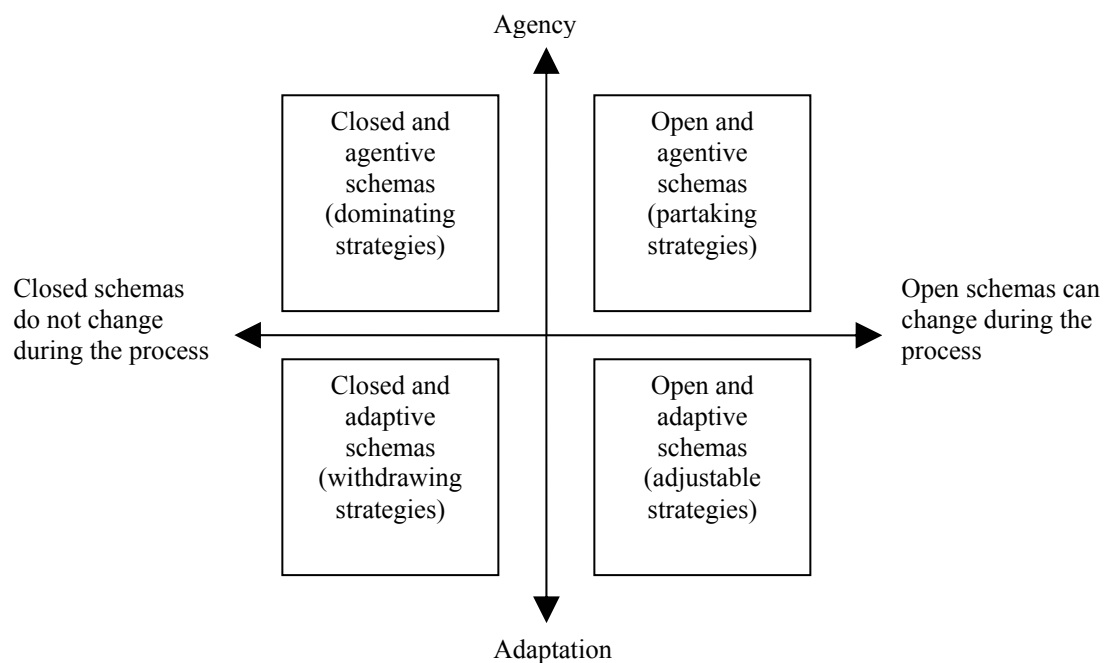 Agency
Closed and
agentive
schemas
(dominating
strategies)
Open and
agentive
schemas
(partaking
strategies)
Closed schemas
do not change
during the process
Open schemas can
change during the
process
Closed and
adaptive
schemas
(withdrawing
strategies)
Open and
adaptive
schemas
(adjustable
strategies)
Adaptation